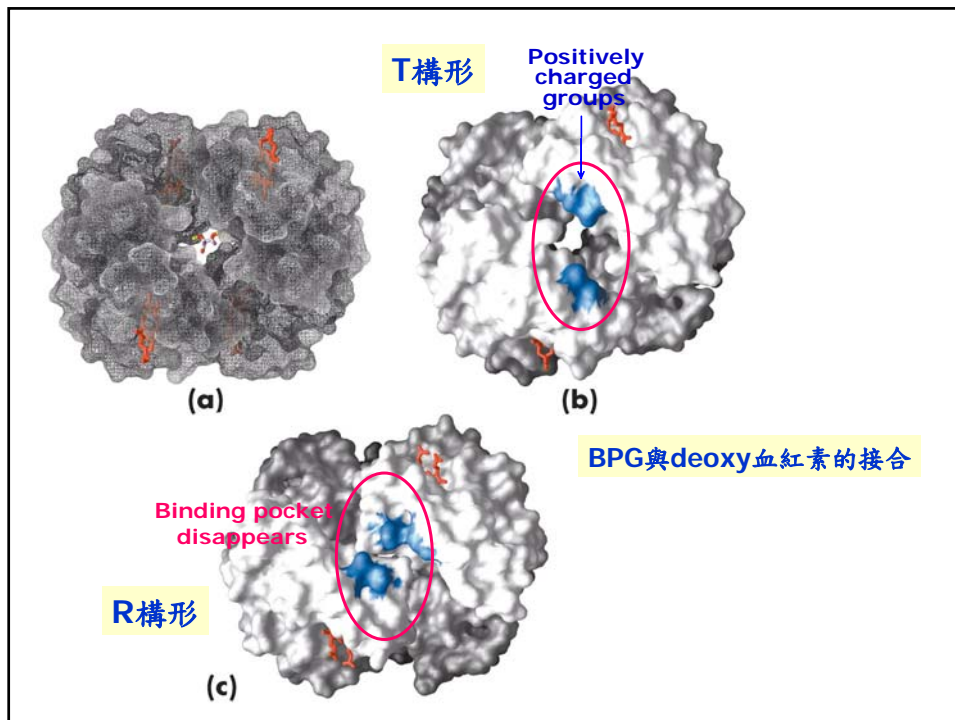 T構形
Positively
charged
groups
(a)
(b)
BPG與deoxy血紅素的接合
Binding pocket
disappears
R構形
(c)